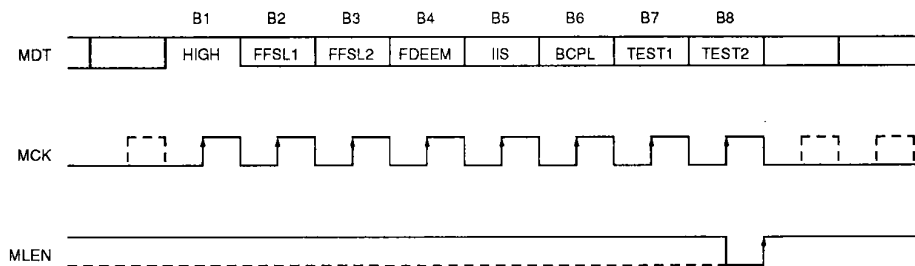 B1 B2 B3 B4 B5 B6 B7 B8
MDT HIGH FFSL1 FFSL2 FDEEM IIS BCPL TEST1 TEST2
MCK
MLEN